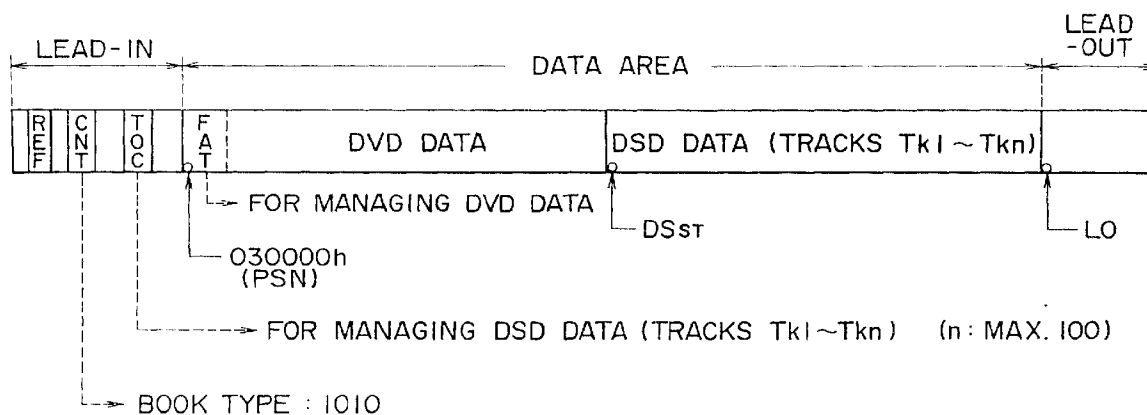 LEAD-IN
DATA AREA
LEAD
-OUT
REF
CNT
TOC
FAT
DVD DATA
DSD DATA (TRACKS Tk1~Tkn)
FOR MANAGING DVD DATA
DSST
LO
030000h
(PSN)
FOR MANAGING DSD DATA (TRACKS Tk1~Tkn) (n: MAX. 100)
BOOK TYPE : 1010